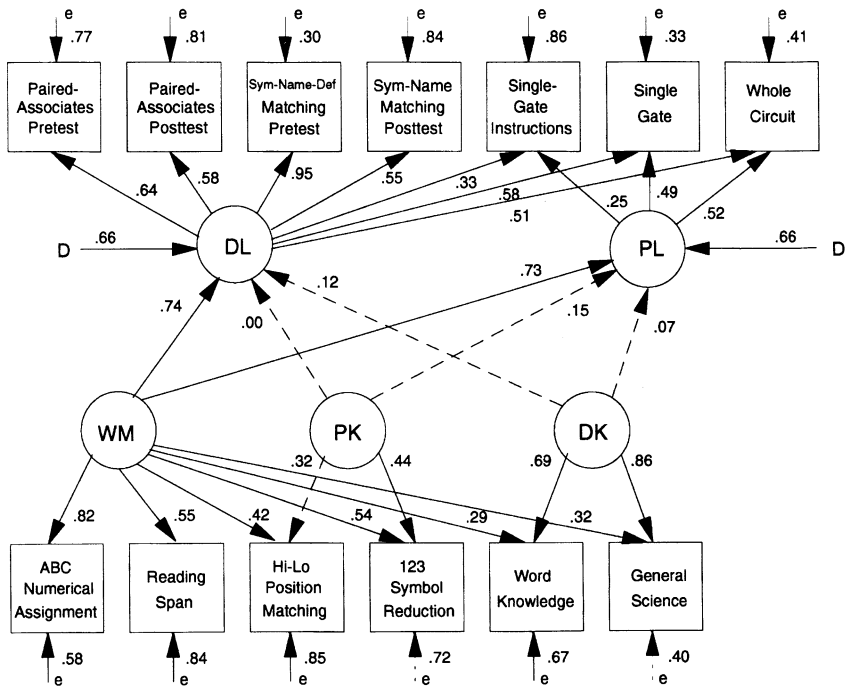 e e e e e e e
.77 .81 .30 .84 .86 .33 .41
Paired-
Associates
Pretest
Paired-
Associates
Posttest
Sym-Name-Def
Matching
Pretest
Sym-Name
Matching
Posttest
Single-
Gate
Instructions
Single
Gate
Whole
Circuit
.64 .58 .95 .55 .33 .58 .51 .25 .49 .52
D .66 DL PL .66 D
.74 .00 .12 .73 .15 .07
WM PK DK
.82 .55 .42 .32 .54 .44 .29 .69 .32 .86
ABC
Numerical
Assignment
Reading
Span
Hi-Lo
Position
Matching
123
Symbol
Reduction
Word
Knowledge
General
Science
.58 .84 .85 .72 .67 .40
e e e e e e